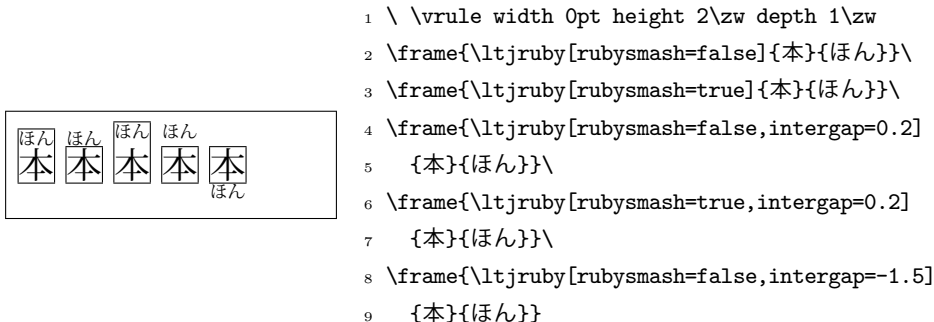 ほん ほん ほん ほん
本 本 本 本 本
ほん
1 \ \vrule width 0pt height 2\zw depth 1\zw
2 \frame{\ltjruby[rubysmash=false]{本}{ほん}}\
3 \frame{\ltjruby[rubysmash=true]{本}{ほん}}\
4 \frame{\ltjruby[rubysmash=false,intergap=0.2]
5 {本}{ほん}}\
6 \frame{\ltjruby[rubysmash=true,intergap=0.2]
7 {本}{ほん}}\
8 \frame{\ltjruby[rubysmash=false,intergap=-1.5]
9 {本}{ほん}}